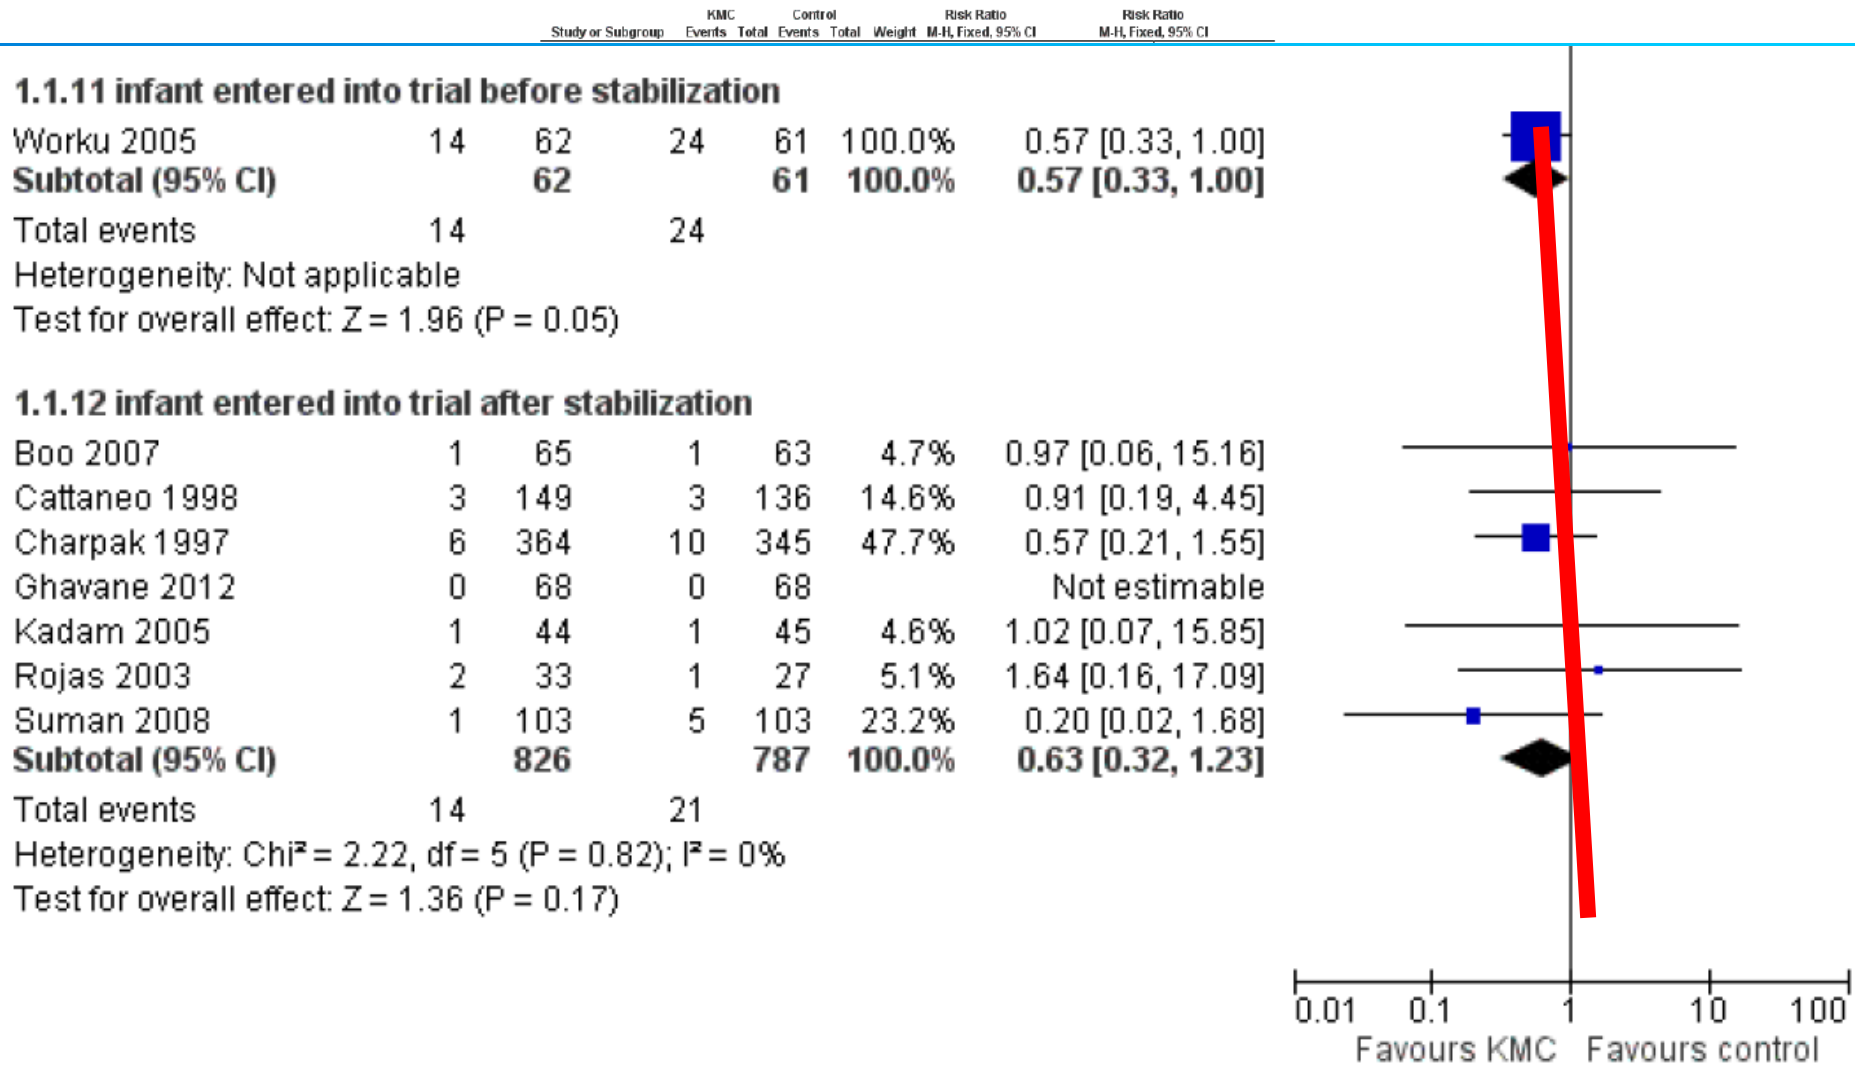 KMC Control Risk Ratio Risk Ratio
Study or Subgroup Events Total Events Total Weight M-H, Fixed, 95% CI M-H, Fixed, 95% CI
1.1.11 infant entered into trial before stabilization
Worku 2005 14 62 24 61 100.0% 0.57 [0.33, 1.00]
Subtotal (95% CI) 62 61 100.0% 0.57 [0.33, 1.00]
Total events 14 24
Heterogeneity: Not applicable
Test for overall effect: Z = 1.96 (P = 0.05)
1.1.12 infant entered into trial after stabilization
Boo 2007 1 65 1 63 4.7% 0.97 [0.06, 15.16]
Cattaneo 1998 3 149 3 136 14.6% 0.91 [0.19, 4.45]
Charpak 1997 6 364 10 345 47.7% 0.57 [0.21, 1.55]
Ghavane 2012 0 68 0 68 Not estimable
Kadam 2005 1 44 1 45 4.6% 1.02 [0.07, 15.85]
Rojas 2003 2 33 1 27 5.1% 1.64 [0.16, 17.09]
Suman 2008 1 103 5 103 23.2% 0.20 [0.02, 1.68]
Subtotal (95% CI) 826 787 100.0% 0.63 [0.32, 1.23]
Total events 14 21
Heterogeneity: Chi² = 2.22, df = 5 (P = 0.82); I² = 0%
Test for overall effect: Z = 1.36 (P = 0.17)
0.01 0.1 1 10 100
Favours KMC Favours control